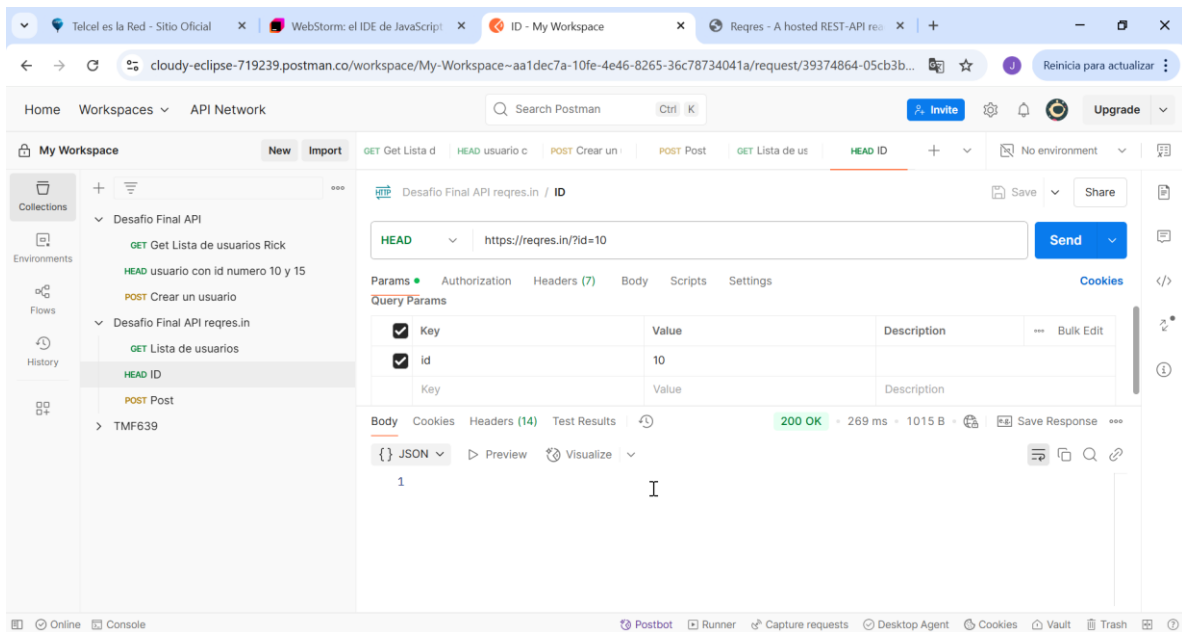 Telcel es la Red - Sitio Oficial
WebStorm: el IDE de JavaScript
ID - My Workspace
Reqres - A hosted REST-API rea
cloudy-eclipse-719239.postman.co/workspace/My-Workspace~aa1dec7a-10fe-4e46-8265-36c78734041a/request/39374864-05cb3b...
J
Reinicia para actualizar
Home Workspaces API Network
Search Postman Ctrl K
Invite
Upgrade
My Workspace New Import
GET Get Lista d HEAD usuario c POST Crear un POST Post GET Lista de us HEAD ID
No environment
Collections
Environments
Flows
History
Desafio Final API
GET Get Lista de usuarios Rick
HEAD usuario con id numero 10 y 15
POST Crear un usuario
Desafio Final API reqres.in
GET Lista de usuarios
HEAD ID
POST Post
TMF639
HTTP Desafio Final API reqres.in / ID
Save Share
HEAD https://reqres.in/?id=10 Send
Params Authorization Headers (7) Body Scripts Settings Cookies
Query Params
Key Value Description Bulk Edit
id 10
Key Value Description
Body Cookies Headers (14) Test Results 200 OK 269 ms 1015 B Save Response
{} JSON Preview Visualize
1
Online Console Postbot Runner Capture requests Desktop Agent Cookies Vault Trash